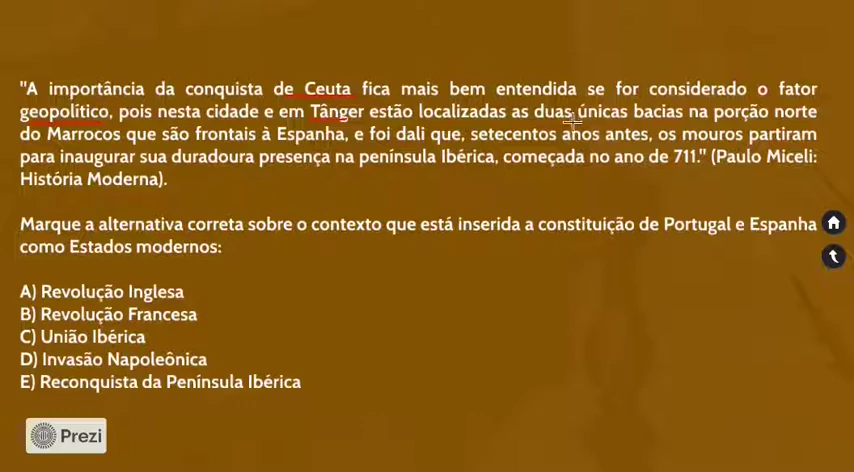 "A importância da conquista de Ceuta fica mais bem entendida se for considerado o fator
geopolítico, pois nesta cidade e em Tânger estão localizadas as duas únicas bacias na porção norte
do Marrocos que são frontais à Espanha, e foi dali que, setecentos anos antes, os mouros partiram
para inaugurar sua duradoura presença na península Ibérica, começada no ano de 711." (Paulo Miceli:
História Moderna).
Marque a alternativa correta sobre o contexto que está inserida a constituição de Portugal e Espanha
como Estados modernos:
A) Revolução Inglesa
B) Revolução Francesa
C) União Ibérica
D) Invasão Napoleônica
E) Reconquista da Península Ibérica
Prezi